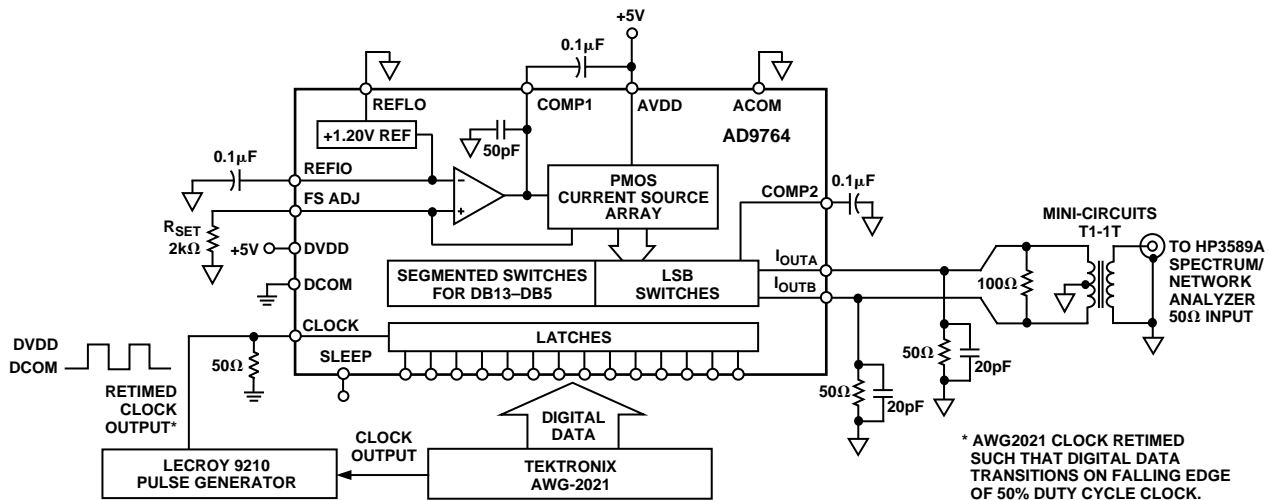 +5V
0.1μF
REFLO
COMP1
AVDD
ACOM
AD9764
+1.20V REF
50pF
0.1μF
REFIO
FS ADJ
RSET
2kΩ
+5V
DVDD
DCOM
–
+
PMOS
CURRENT SOURCE
ARRAY
COMP2
0.1μF
SEGMENTED SWITCHES
FOR DB13–DB5
LSB
SWITCHES
IOUTA
IOUTB
MINI-CIRCUITS
T1-1T
100Ω
TO HP3589A
SPECTRUM/
NETWORK
ANALYZER
50Ω INPUT
CLOCK
LATCHES
DVDD
DCOM
50Ω
SLEEP
50Ω
20pF
50Ω
20pF
RETIMED
CLOCK
OUTPUT*
DIGITAL
DATA
CLOCK
OUTPUT
LECROY 9210
PULSE GENERATOR
TEKTRONIX
AWG-2021
* AWG2021 CLOCK RETIMED
SUCH THAT DIGITAL DATA
TRANSITIONS ON FALLING EDGE
OF 50% DUTY CYCLE CLOCK.